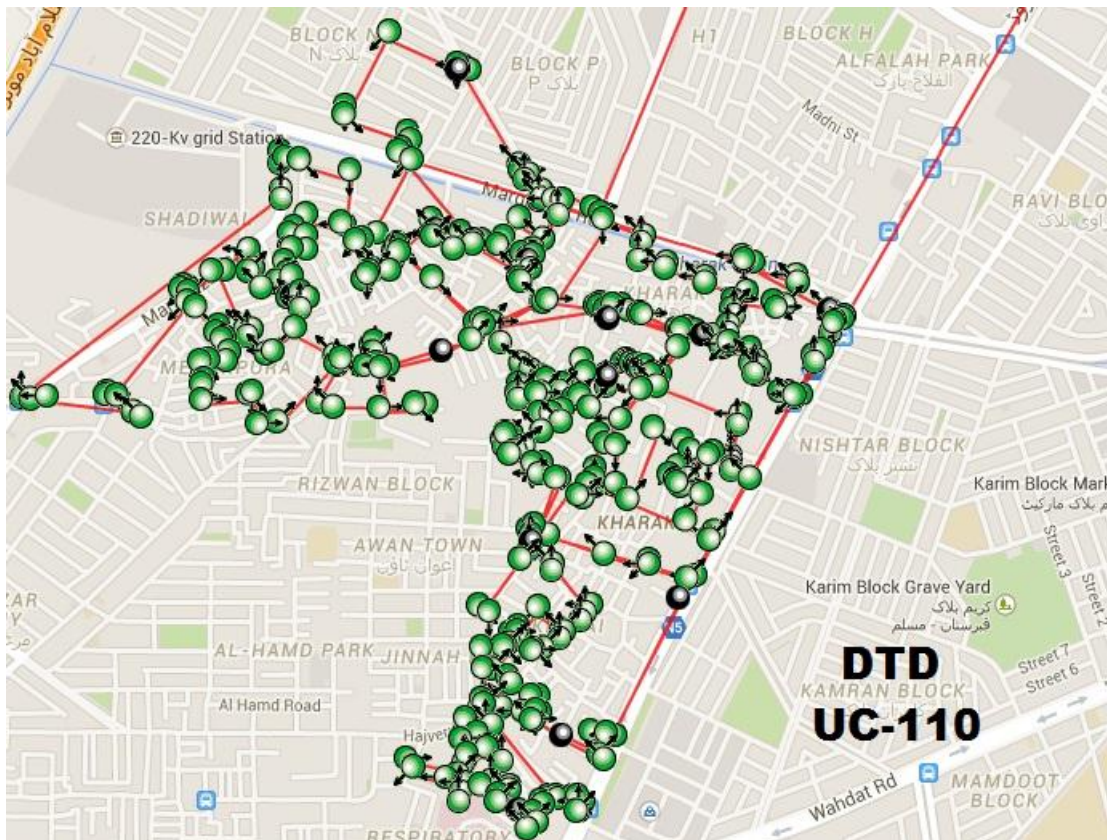 BLOCK N
بلاک N
H1
BLOCK H
BLOCK P
بلاک P
ALFALAH PARK
الفلاح پارک
Madni St
220-Kv grid Station
SHADIWAL
KHARAK
NISHTAR BLOCK
نشتر بلاک
RIZWAN BLOCK
Karim Block Mark
KHARAK
AWAN TOWN
اعوان ٹاؤن
Street 3
Street 2
Karim Block Grave Yard
کریم بلاک
قبرستان - مسلم
N5
AL-HAMD PARK
JINNAH
DTD
UC-110
Street 7
Street 6
KAMRAN BLOCK
Al Hamd Road
Wahdat Rd
MAMDOOT
BLOCK
RESPIRATORY